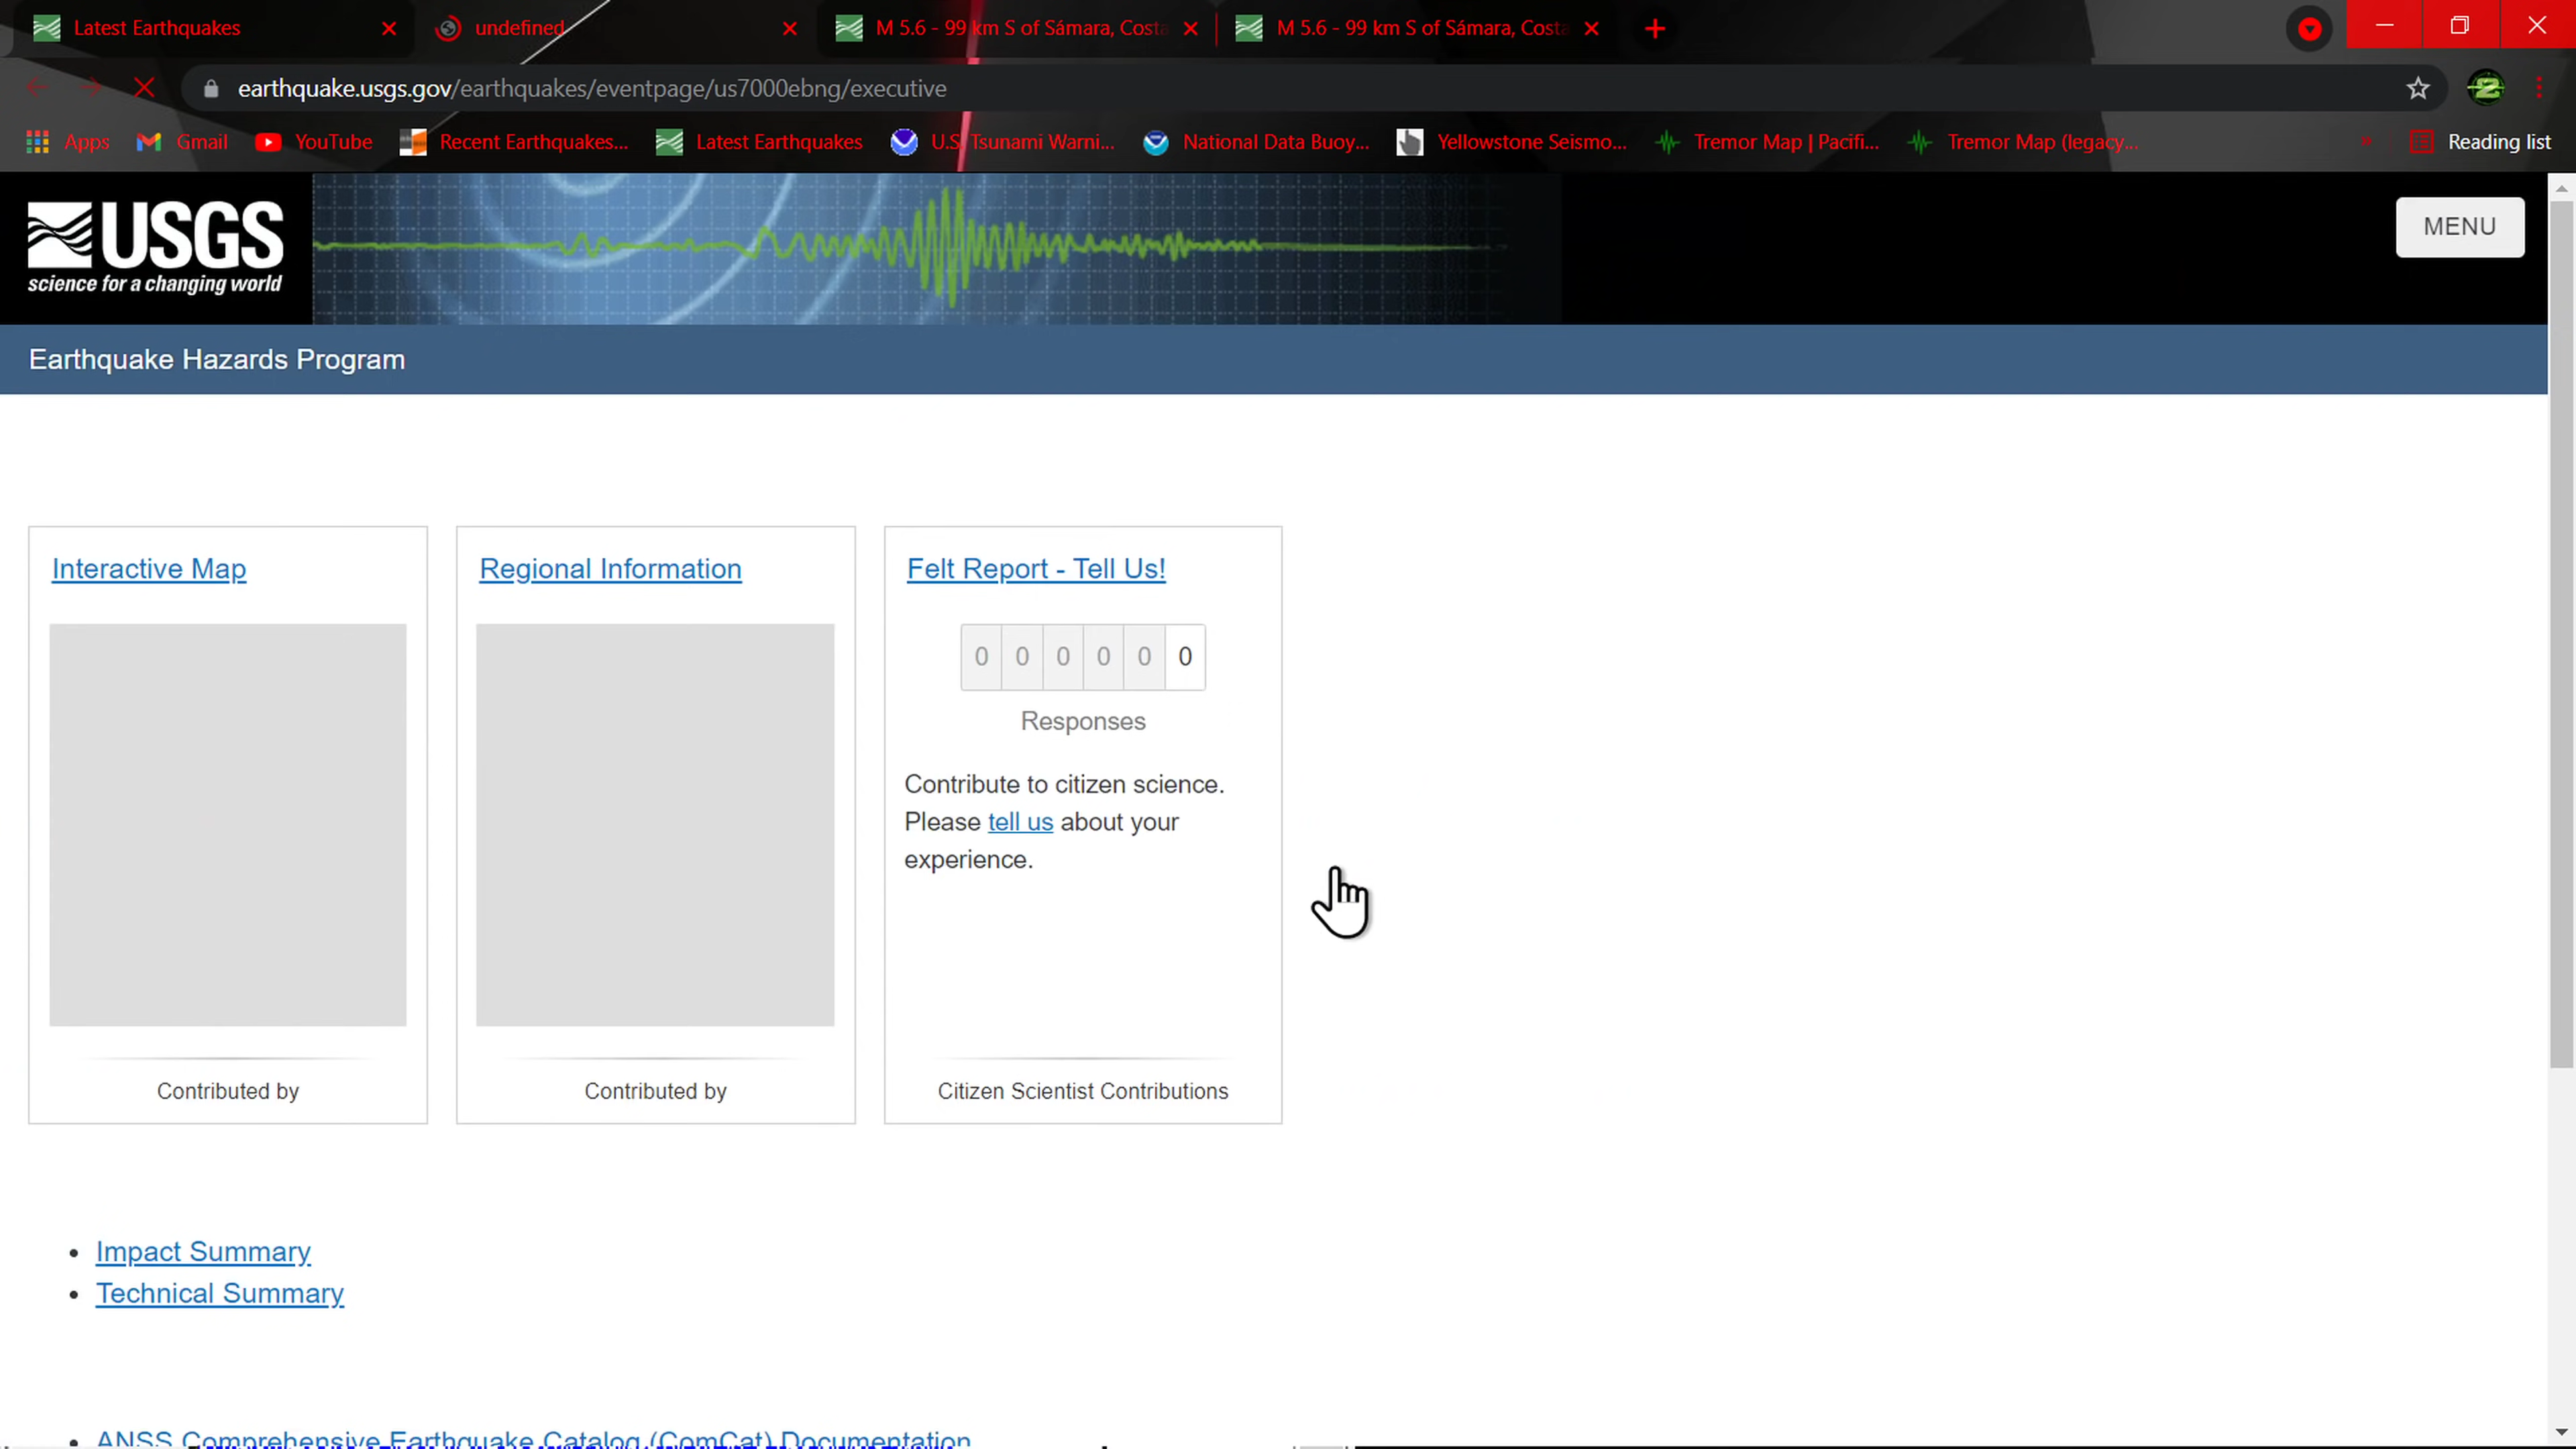 Latest Earthquakes
undefined
M 5.6 - 99 km S of Sámara, Costa
M 5.6 - 99 km S of Sámara, Costa
earthquake.usgs.gov/earthquakes/eventpage/us7000ebng/executive
Apps
Gmail
YouTube
Recent Earthquakes...
Latest Earthquakes
U.S. Tsunami Warni...
National Data Buoy...
Yellowstone Seismo...
Tremor Map | Pacifi...
Tremor Map (legacy...
Reading list
USGS
science for a changing world
MENU
Earthquake Hazards Program
Interactive Map
Contributed by
Regional Information
Contributed by
Felt Report - Tell Us!
0 0 0 0 0 0
Responses
Contribute to citizen science.
Please tell us about your
experience.
Citizen Scientist Contributions
• Impact Summary
• Technical Summary
• ANSS Comprehensive Earthquake Catalog (ComCat) Documentation